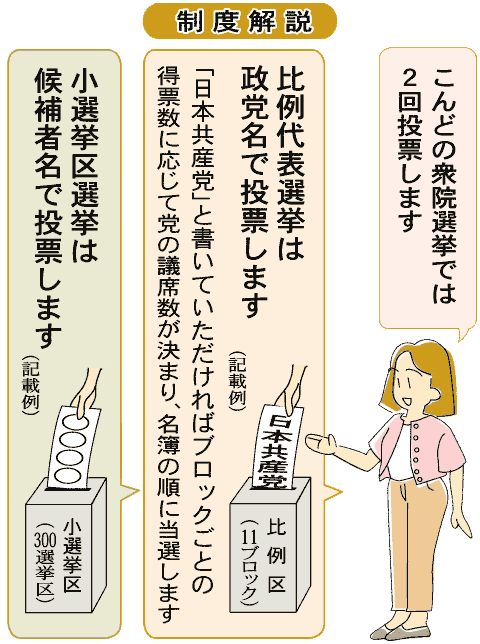 制度解説
こんどの衆院選挙では
２回投票します
比例代表選挙は
政党名で投票します
「日本共産党」と書いていただければブロックごとの
得票数に応じて党の議席数が決まり、名簿の順に当選します
（記載例）
日本共産党
比例区
（11ブロック）
小選挙区選挙は
候補者名で投票します
（記載例）
○○○○
小選挙区
（300選挙区）